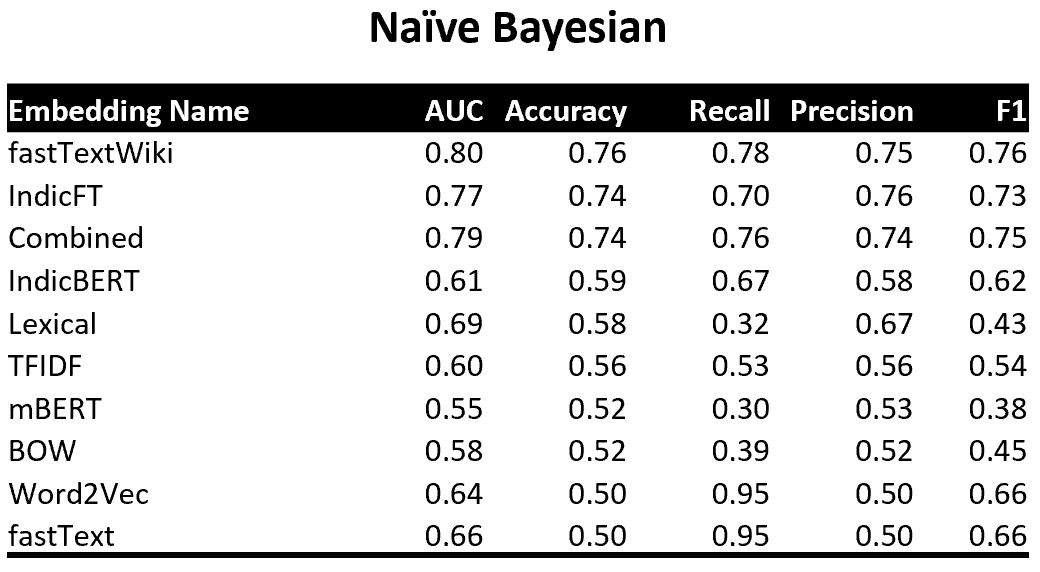 Naïve Bayesian
Embedding Name AUC Accuracy Recall Precision F1
fastTextWiki 0.80 0.76 0.78 0.75 0.76
IndicFT 0.77 0.74 0.70 0.76 0.73
Combined 0.79 0.74 0.76 0.74 0.75
IndicBERT 0.61 0.59 0.67 0.58 0.62
Lexical 0.69 0.58 0.32 0.67 0.43
TFIDF 0.60 0.56 0.53 0.56 0.54
mBERT 0.55 0.52 0.30 0.53 0.38
BOW 0.58 0.52 0.39 0.52 0.45
Word2Vec 0.64 0.50 0.95 0.50 0.66
fastText 0.66 0.50 0.95 0.50 0.66